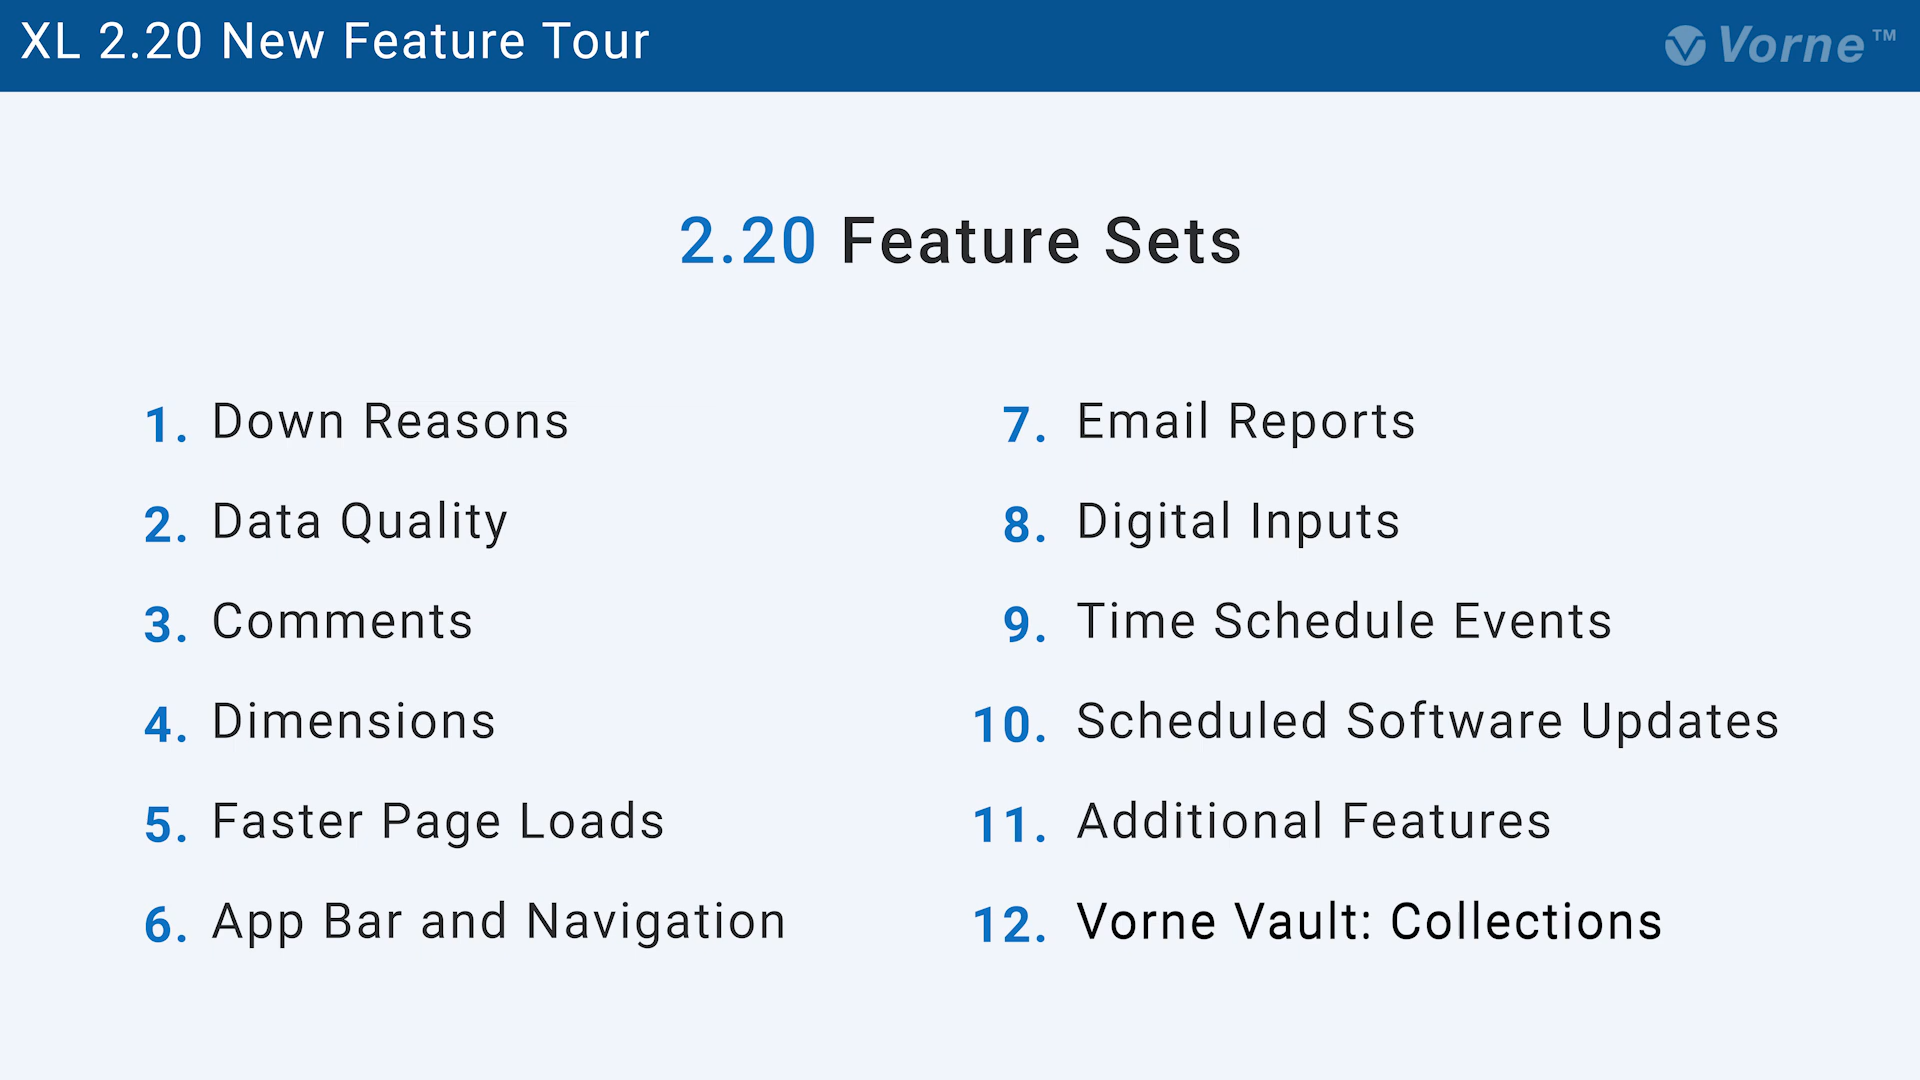 XL 2.20 New Feature Tour
Vorne™
2.20 Feature Sets
1. Down Reasons
2. Data Quality
3. Comments
4. Dimensions
5. Faster Page Loads
6. App Bar and Navigation
7. Email Reports
8. Digital Inputs
9. Time Schedule Events
10. Scheduled Software Updates
11. Additional Features
12. Vorne Vault: Collections